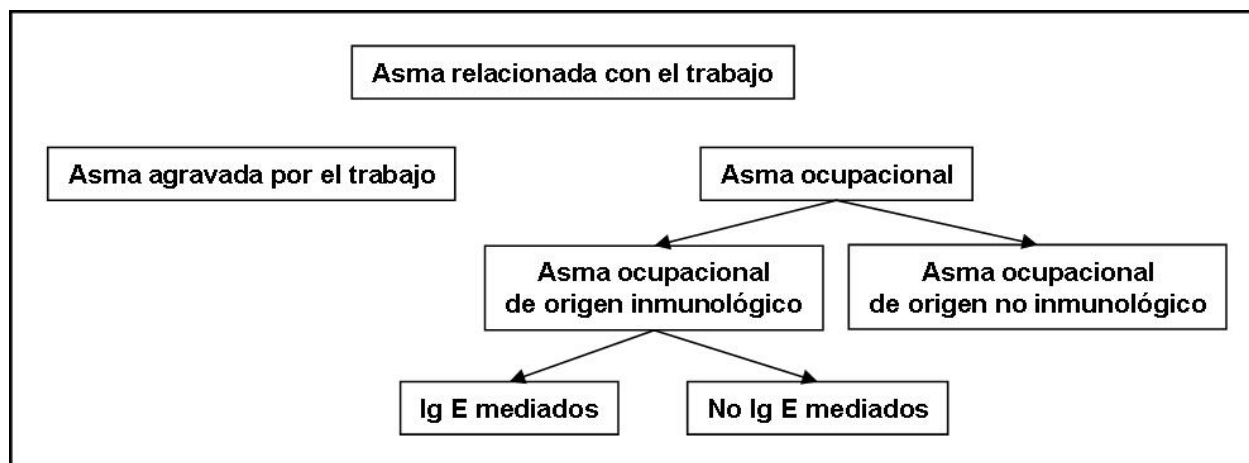 Asma relacionada con el trabajo
Asma agravada por el trabajo
Asma ocupacional
Asma ocupacional
de origen inmunológico
Asma ocupacional
de origen no inmunológico
Ig E mediados
No Ig E mediados